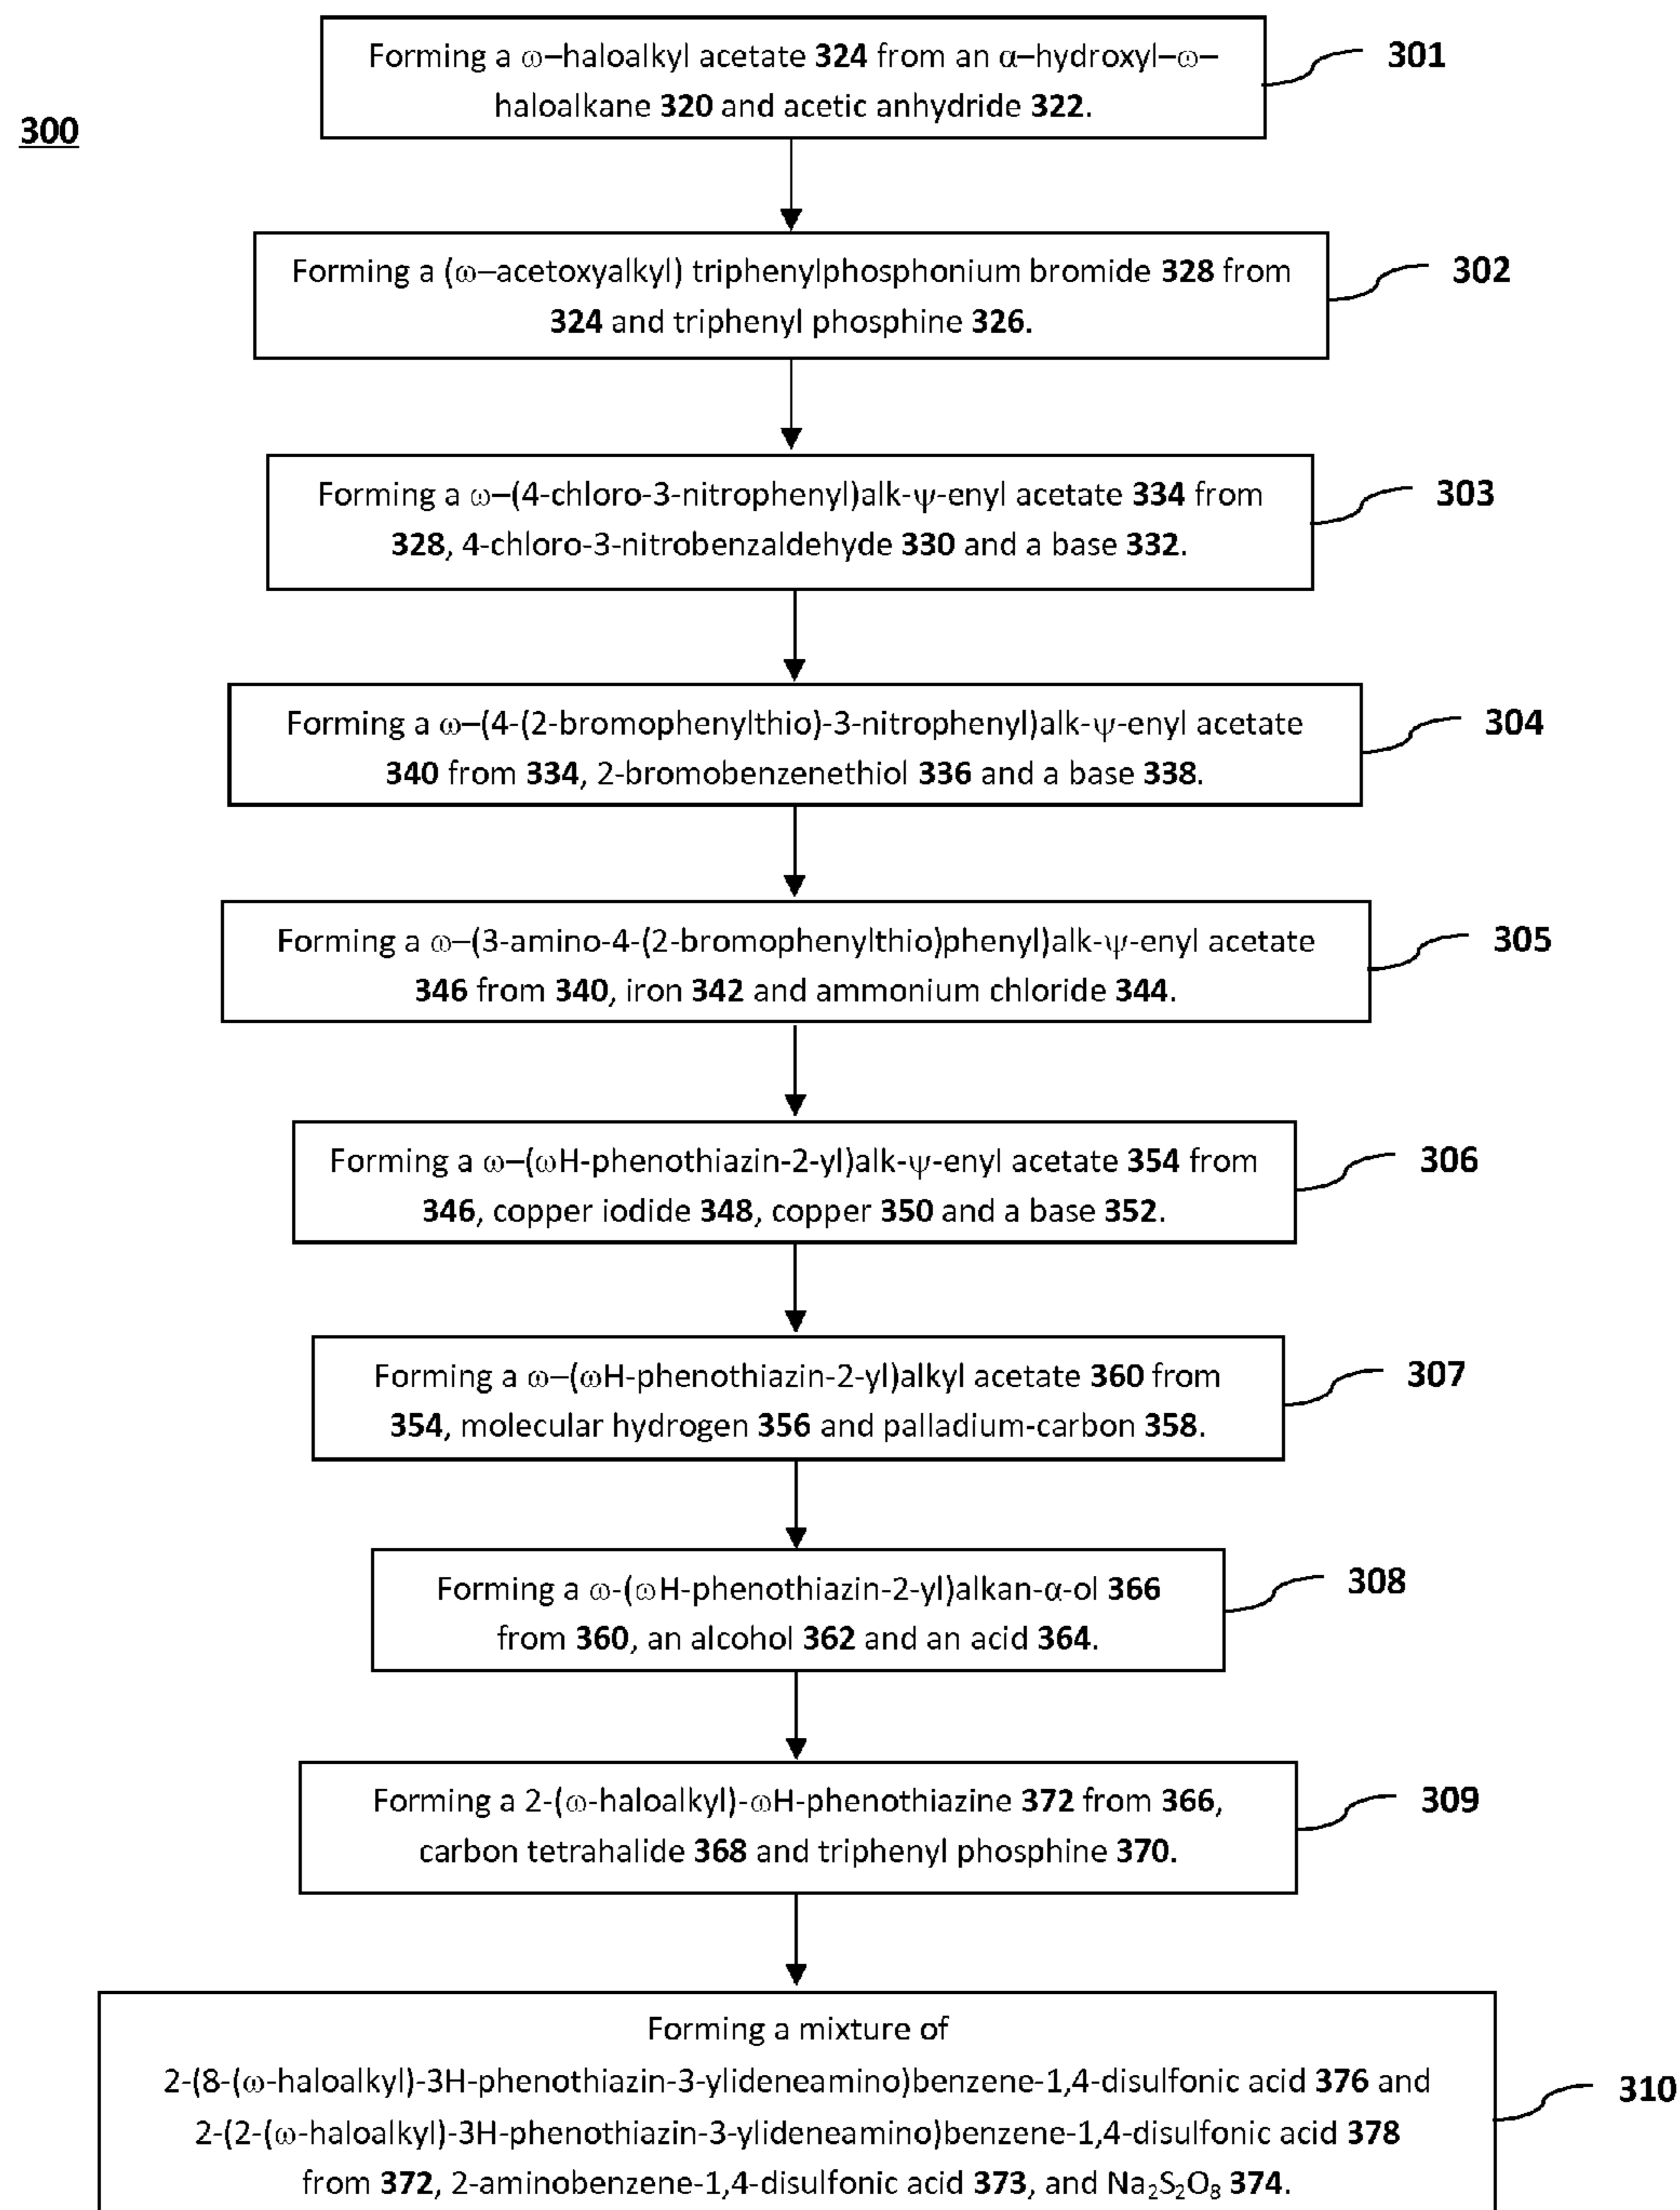 300
Forming a ω–haloalkyl acetate 324 from an α–hydroxyl–ω–
haloalkane 320 and acetic anhydride 322.
301
Forming a (ω–acetoxyalkyl) triphenylphosphonium bromide 328 from
324 and triphenyl phosphine 326.
302
Forming a ω–(4-chloro-3-nitrophenyl)alk-ψ-enyl acetate 334 from
328, 4-chloro-3-nitrobenzaldehyde 330 and a base 332.
303
Forming a ω–(4-(2-bromophenylthio)-3-nitrophenyl)alk-ψ-enyl acetate
340 from 334, 2-bromobenzenethiol 336 and a base 338.
304
Forming a ω–(3-amino-4-(2-bromophenylthio)phenyl)alk-ψ-enyl acetate
346 from 340, iron 342 and ammonium chloride 344.
305
Forming a ω–(ωH-phenothiazin-2-yl)alk-ψ-enyl acetate 354 from
346, copper iodide 348, copper 350 and a base 352.
306
Forming a ω–(ωH-phenothiazin-2-yl)alkyl acetate 360 from
354, molecular hydrogen 356 and palladium-carbon 358.
307
Forming a ω-(ωH-phenothiazin-2-yl)alkan-α-ol 366
from 360, an alcohol 362 and an acid 364.
308
Forming a 2-(ω-haloalkyl)-ωH-phenothiazine 372 from 366,
carbon tetrahalide 368 and triphenyl phosphine 370.
309
Forming a mixture of
2-(8-(ω-haloalkyl)-3H-phenothiazin-3-ylideneamino)benzene-1,4-disulfonic acid 376 and
2-(2-(ω-haloalkyl)-3H-phenothiazin-3-ylideneamino)benzene-1,4-disulfonic acid 378
from 372, 2-aminobenzene-1,4-disulfonic acid 373, and Na₂S₂O₈ 374.
310